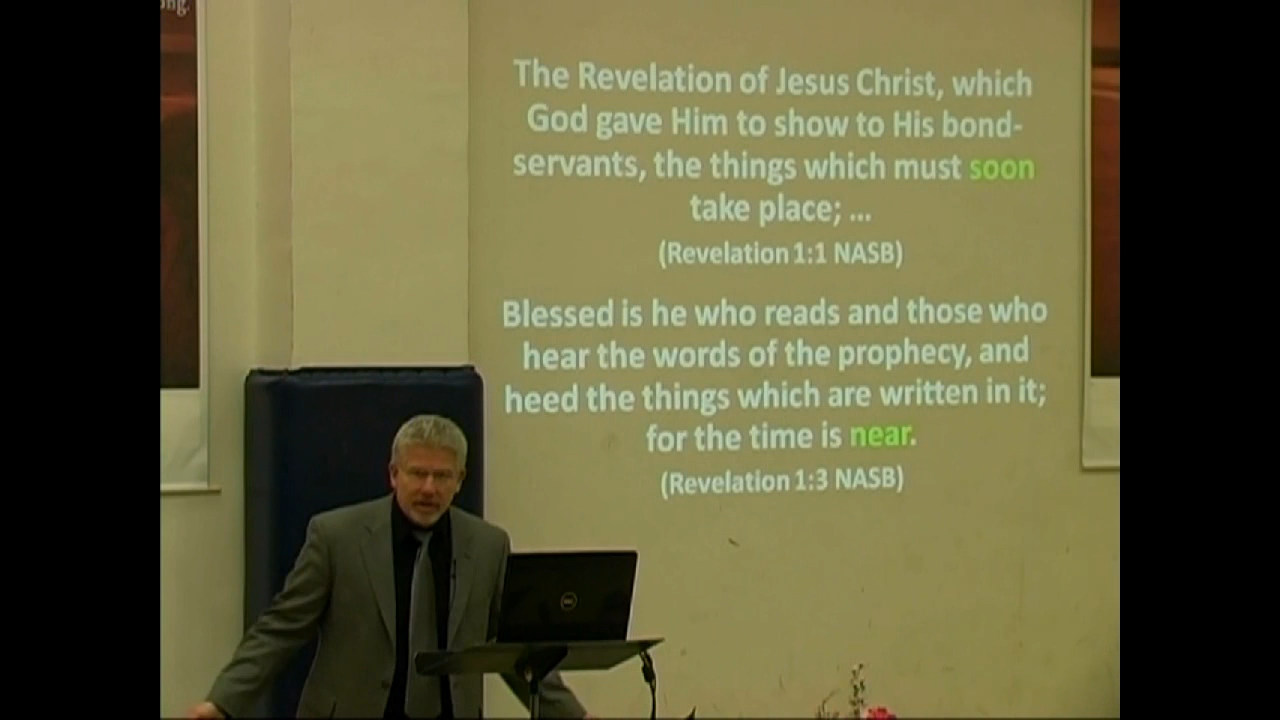 The Revelation of Jesus Christ, which
God gave Him to show to His bond-
servants, the things which must soon
take place; ...
(Revelation 1:1 NASB)
Blessed is he who reads and those who
hear the words of the prophecy, and
heed the things which are written in it;
for the time is near.
(Revelation 1:3 NASB)